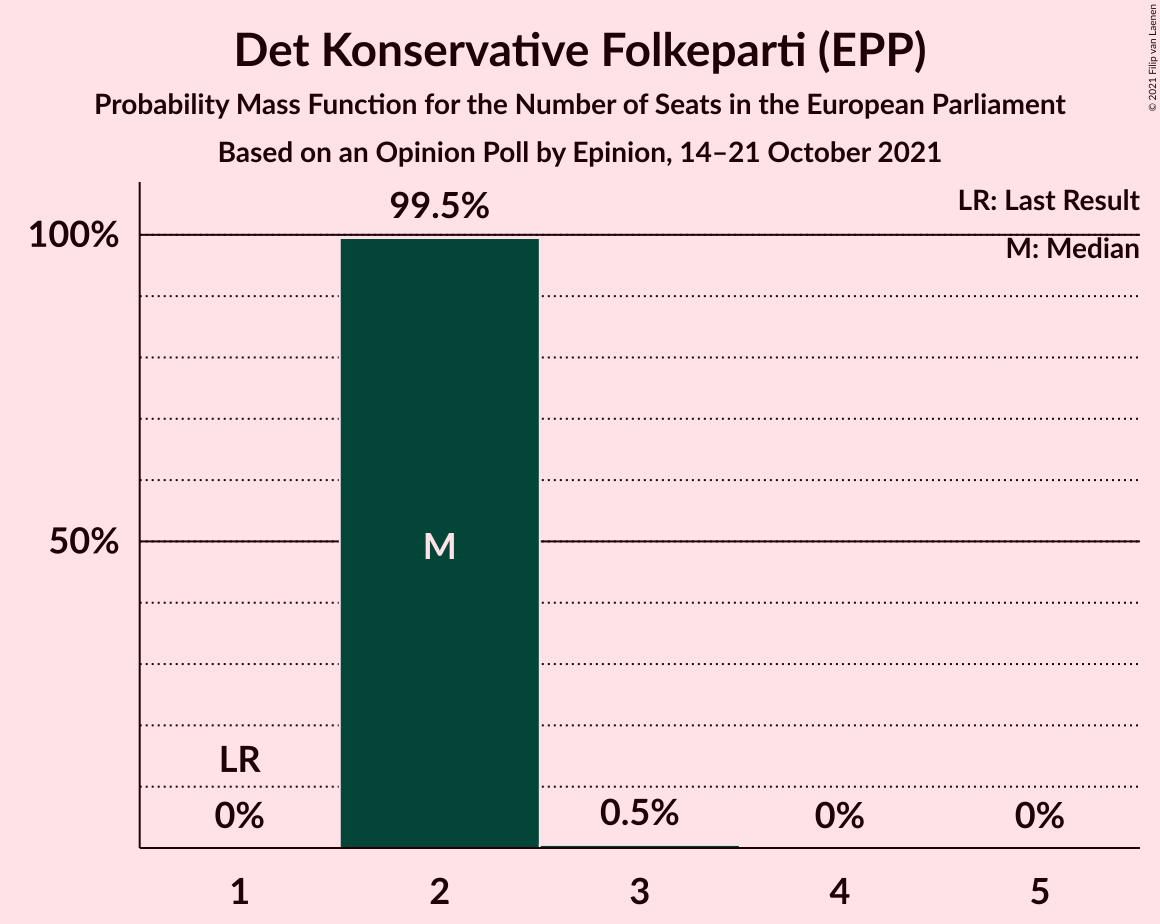 Det Konservative Folkeparti (EPP)
Probability Mass Function for the Number of Seats in the European Parliament
Based on an Opinion Poll by Epinion, 14–21 October 2021
© 2021 Filip van Laenen
LR: Last Result
M: Median
99.5%
100%
50%
M
LR
0%
0.5%
0%
0%
1
2
3
4
5